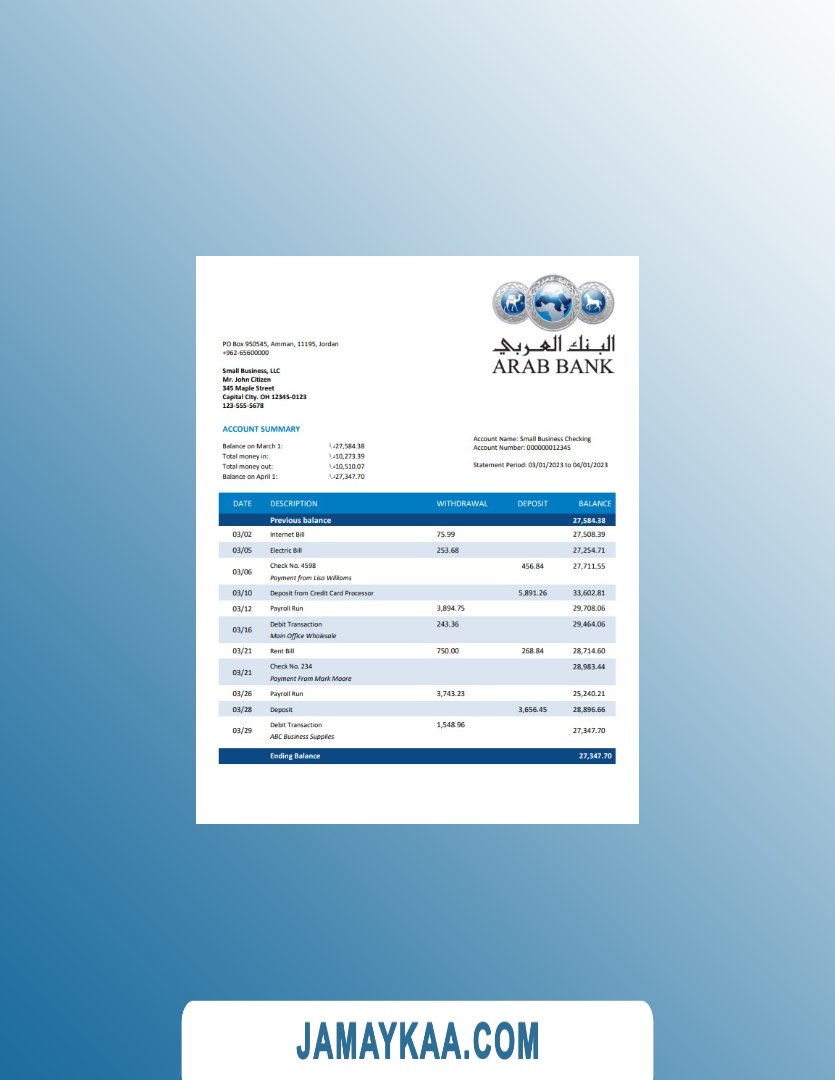 البنك العربي
ARAB BANK
PO Box 950545, Amman, 11195, Jordan
+962-65600000
Small Business, LLC
Mr. John Citizen
345 Maple Street
Capital City. OH 12345-0123
123-555-5678
ACCOUNT SUMMARY
Balance on March 1: 27,584.38
Total money in: 10,273.39
Total money out: 10,510.07
Balance on April 1: 27,347.70
Account Name: Small Business Checking
Account Number: 000000012345
Statement Period: 03/01/2023 to 04/01/2023
DATE DESCRIPTION WITHDRAWAL DEPOSIT BALANCE
Previous balance 27,584.38
03/02 Internet Bill 75.99 27,508.39
03/05 Electric Bill 253.68 27,254.71
03/06 Check No. 4598 456.84 27,711.55
Payment from Lisa Williams
03/10 Deposit from Credit Card Processor 5,891.26 33,602.81
03/12 Payroll Run 3,894.75 29,708.06
03/16 Debit Transaction 243.36 29,464.06
Main Office Wholesale
03/21 Rent Bill 750.00 268.84 28,714.60
03/21 Check No. 234 28,983.44
Payment From Mark Moore
03/26 Payroll Run 3,743.23 25,240.21
03/28 Deposit 3,656.45 28,896.66
03/29 Debit Transaction 1,548.96 27,347.70
ABC Business Supplies
Ending Balance 27,347.70
JAMAYKAA.COM